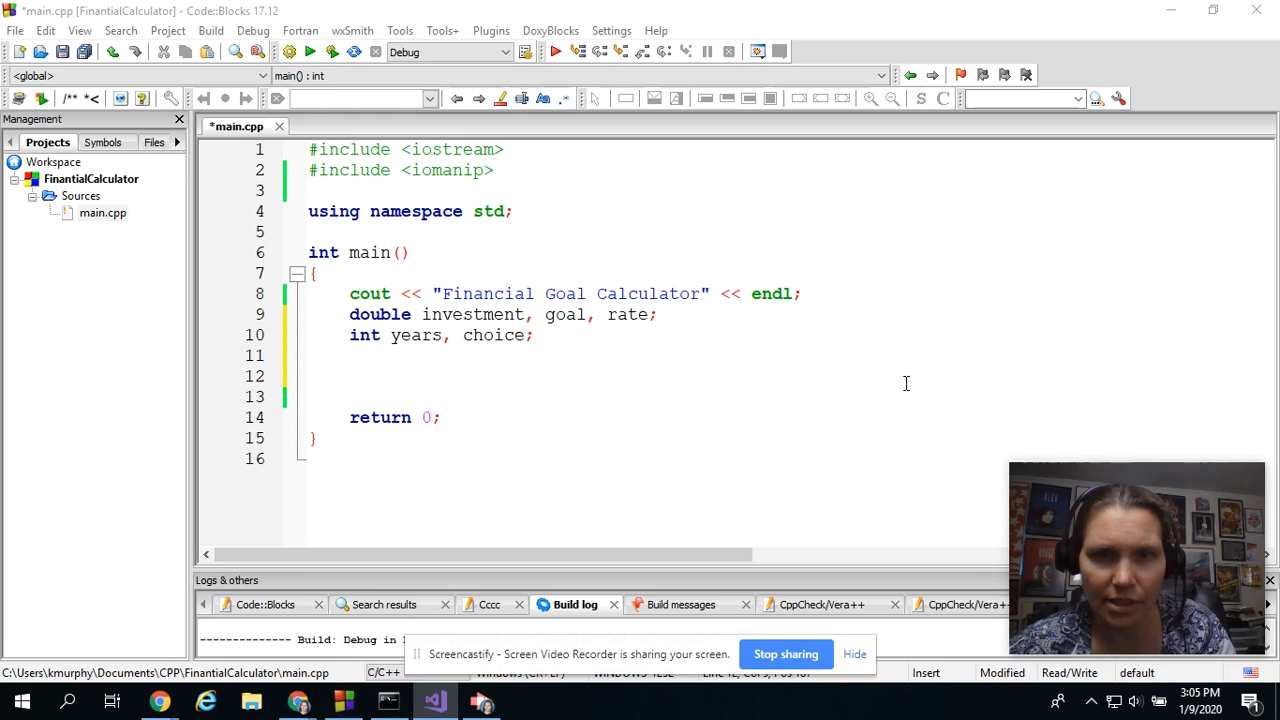 *main.cpp [FinantialCalculator] - Code::Blocks 17.12
File Edit View Search Project Build Debug Fortran wxSmith Tools Tools+ Plugins DoxyBlocks Settings Help
Debug
<global> main() : int
/** *<
S C
Management
Projects Symbols Files
Workspace
FinantialCalculator
Sources
main.cpp
*main.cpp
1 #include <iostream>
2 #include <iomanip>
3
4 using namespace std;
5
6 int main()
7 {
8 cout << "Financial Goal Calculator" << endl;
9 double investment, goal, rate;
10 int years, choice;
11
12
13
14 return 0;
15 }
16
Logs & others
Code::Blocks Search results Cccc Build log Build messages CppCheck/Vera++ CppCheck/Vera+
-------------- Build: Debug in
Screencastify - Screen Video Recorder is sharing your screen. Stop sharing Hide
C:\Users\kmurphy\Documents\CPP\FinantialCalculator\main.cpp C/C++ Insert Modified Read/Write default
3:05 PM
1/9/2020
1